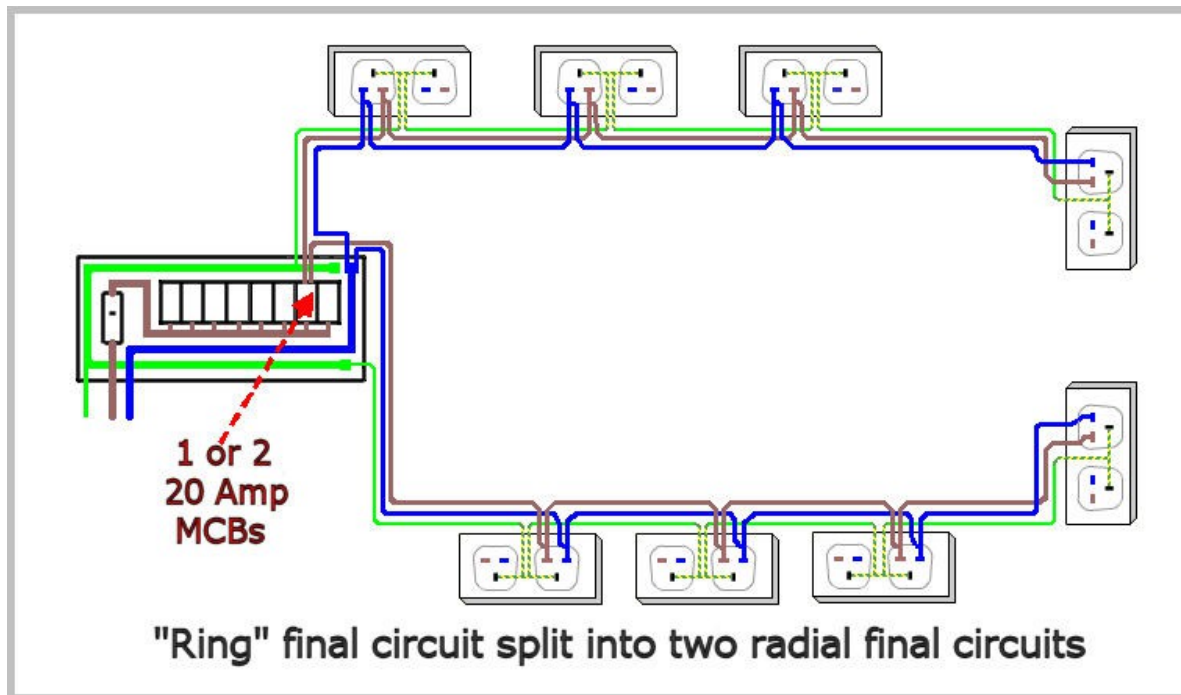 1 or 2
20 Amp
MCBs
"Ring" final circuit split into two radial final circuits